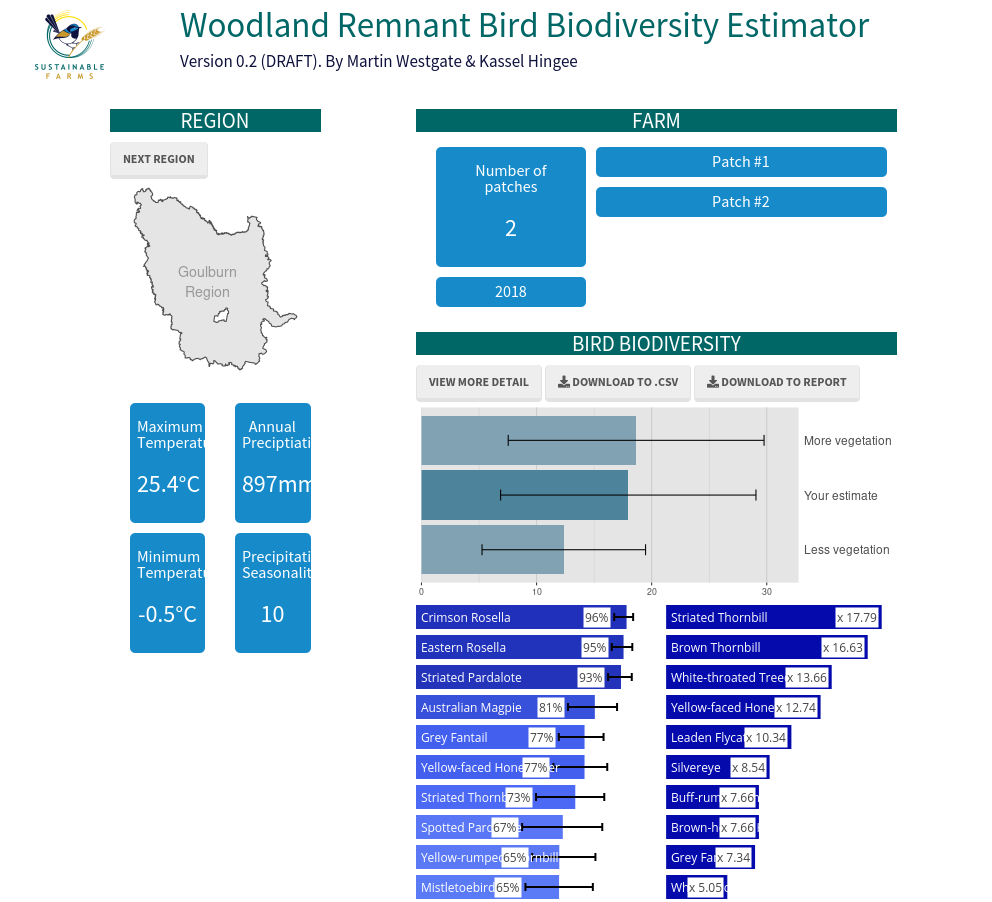 SUSTAINABLE
FARMS
Woodland Remnant Bird Biodiversity Estimator
Version 0.2 (DRAFT). By Martin Westgate & Kassel Hingee
REGION
NEXT REGION
Goulburn
Region
Maximum
Temperatu
25.4°C
Annual
Preciptiati
897mm
Minimum
Temperatu
-0.5°C
Precipitati
Seasonalit
10
FARM
Number of
patches
2
2018
Patch #1
Patch #2
BIRD BIODIVERSITY
VIEW MORE DETAIL
DOWNLOAD TO .CSV
DOWNLOAD TO REPORT
More vegetation
Your estimate
Less vegetation
0 10 20 30
Crimson Rosella 96%
Eastern Rosella 95%
Striated Pardalote 93%
Australian Magpie 81%
Grey Fantail 77%
Yellow-faced Hone 77% er
Striated Thornb 73%
Spotted Pard 67%
Yellow-rumped 65% rnbill
Mistletoebird 65%
Striated Thornbill x 17.79
Brown Thornbill x 16.63
White-throated Tree x 13.66
Yellow-faced Hone x 12.74
Leaden Flycat x 10.34
Silvereye x 8.54
Buff-rum x 7.66
Brown-h x 7.66
Grey Fa x 7.34
Wh x 5.05